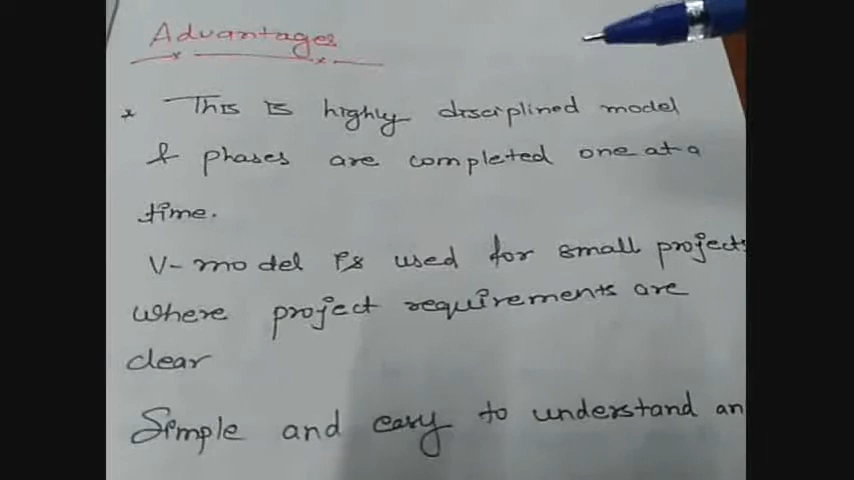 Advantages
* This is highly disciplined model
& phases are completed one at a
time.
V-model is used for small projects
where project requirements are
clear
Simple and easy to understand an